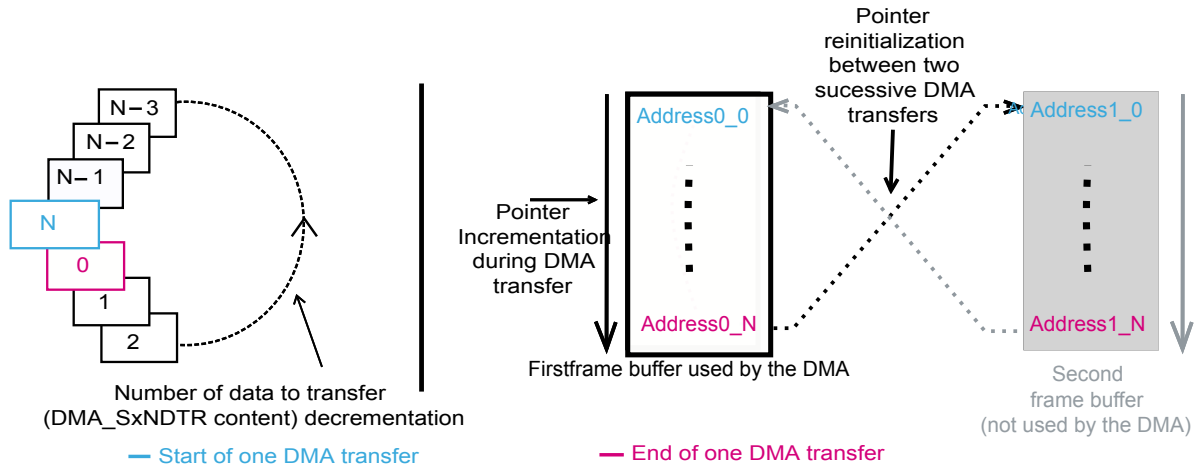 N−3
N−2
N−1
N
0
1
2
Number of data to transfer
(DMA_SxNDTR content) decrementation
Pointer
Incrementation
during DMA
transfer
Address0_0
Address0_N
Firstframe buffer used by the DMA
Pointer
reinitialization
between two
sucessive DMA
transfers
Address1_0
Address1_N
Second
frame buffer
(not used by the DMA)
Start of one DMA transfer
End of one DMA transfer